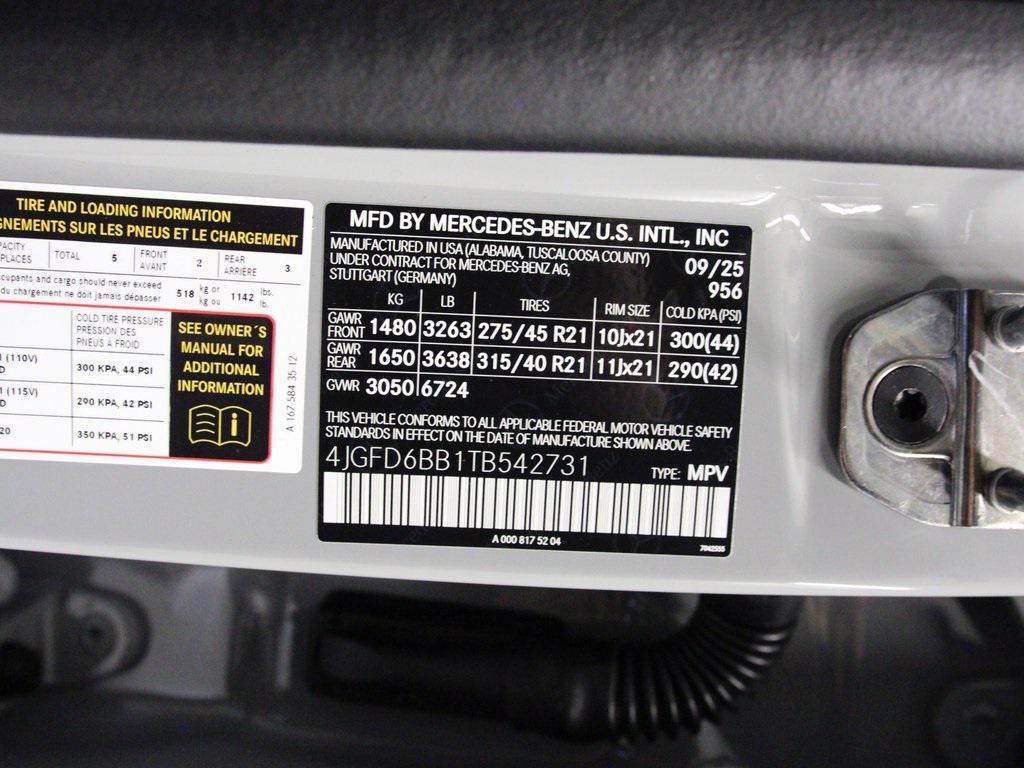 TIRE AND LOADING INFORMATION
GNEMENTS SUR LES PNEUS ET LE CHARGEMENT
PACITY TOTAL 5 FRONT 2 REAR 3
PLACES AVANT ARRIÈRE
ccupants and cargo should never exceed 518 kg or 1142 lbs.
du chargement ne doit jamais dépasser kg ou lb.
COLD TIRE PRESSURE
PRESSION DES
PNEUS À FROID
1 (110V) 300 KPA, 44 PSI
D
1 (115V) 290 KPA, 42 PSI
D
20 350 KPA, 51 PSI
SEE OWNER´S
MANUAL FOR
ADDITIONAL
INFORMATION
A 167 584 35 12
MFD BY MERCEDES-BENZ U.S. INTL., INC
MANUFACTURED IN USA (ALABAMA, TUSCALOOSA COUNTY)
UNDER CONTRACT FOR MERCEDES-BENZ AG, 09/25
STUTTGART (GERMANY) 956
KG LB TIRES RIM SIZE COLD KPA (PSI)
GAWR FRONT 1480 3263 275/45 R21 10Jx21 300(44)
GAWR REAR 1650 3638 315/40 R21 11Jx21 290(42)
GVWR 3050 6724
THIS VEHICLE CONFORMS TO ALL APPLICABLE FEDERAL MOTOR VEHICLE SAFETY
STANDARDS IN EFFECT ON THE DATE OF MANUFACTURE SHOWN ABOVE.
4JGFD6BB1TB542731 TYPE: MPV
A 000 817 52 04
7042555